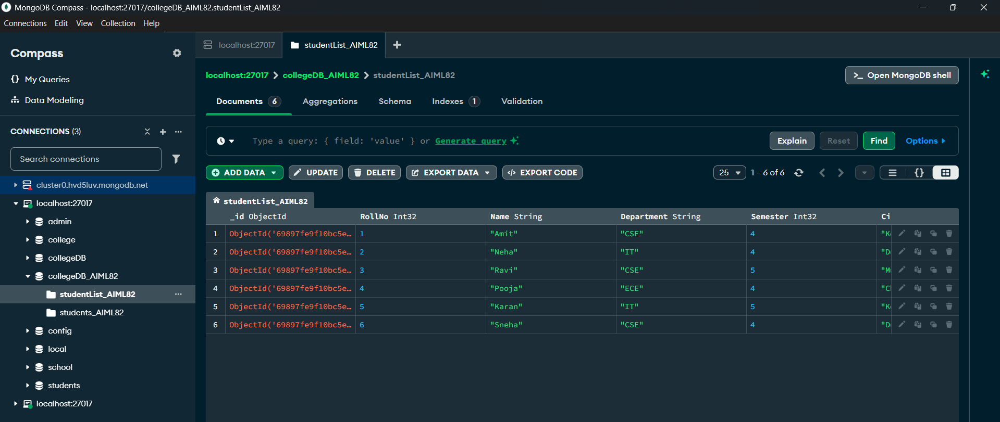 MongoDB Compass - localhost:27017/collegeDB_AIML82.studentList_AIML82
Connections Edit View Collection Help
Compass
{} My Queries
Data Modeling
CONNECTIONS (3)
Search connections
cluster0.hvd5luv.mongodb.net
localhost:27017
admin
college
collegeDB
collegeDB_AIML82
studentList_AIML82
students_AIML82
config
local
school
students
localhost:27017
localhost:27017 studentList_AIML82
localhost:27017 > collegeDB_AIML82 > studentList_AIML82
>_ Open MongoDB shell
Documents 6 Aggregations Schema Indexes 1 Validation
Type a query: { field: 'value' } or Generate query
Explain Reset Find Options
ADD DATA UPDATE DELETE EXPORT DATA </> EXPORT CODE
25 1 – 6 of 6 {}
studentList_AIML82
_id ObjectId RollNo Int32 Name String Department String Semester Int32 Ci
1 ObjectId('69897fe9f10bc5e… 1 "Amit" "CSE" 4 "K
2 ObjectId('69897fe9f10bc5e… 2 "Neha" "IT" 4 "D
3 ObjectId('69897fe9f10bc5e… 3 "Ravi" "CSE" 5 "M
4 ObjectId('69897fe9f10bc5e… 4 "Pooja" "ECE" 4 "C
5 ObjectId('69897fe9f10bc5e… 5 "Karan" "IT" 5 "K
6 ObjectId('69897fe9f10bc5e… 6 "Sneha" "CSE" 4 "D